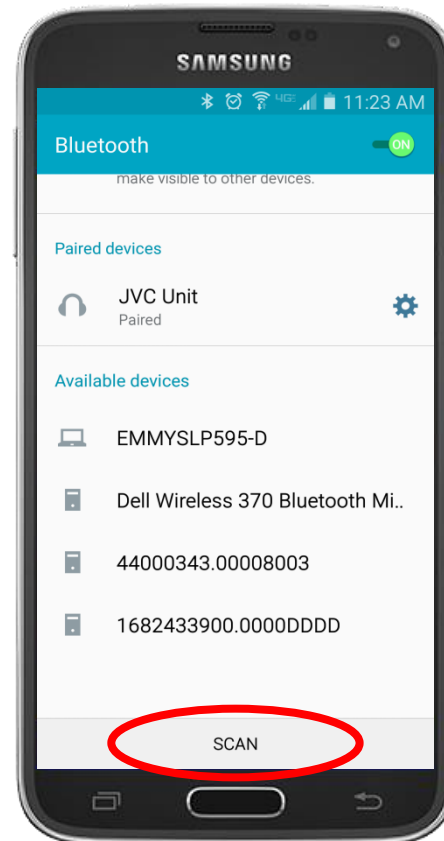 SAMSUNG
4G 11:23 AM
Bluetooth ON
make visible to other devices.
Paired devices
JVC Unit
Paired
Available devices
EMMYSLP595-D
Dell Wireless 370 Bluetooth Mi..
44000343.00008003
1682433900.0000DDDD
SCAN